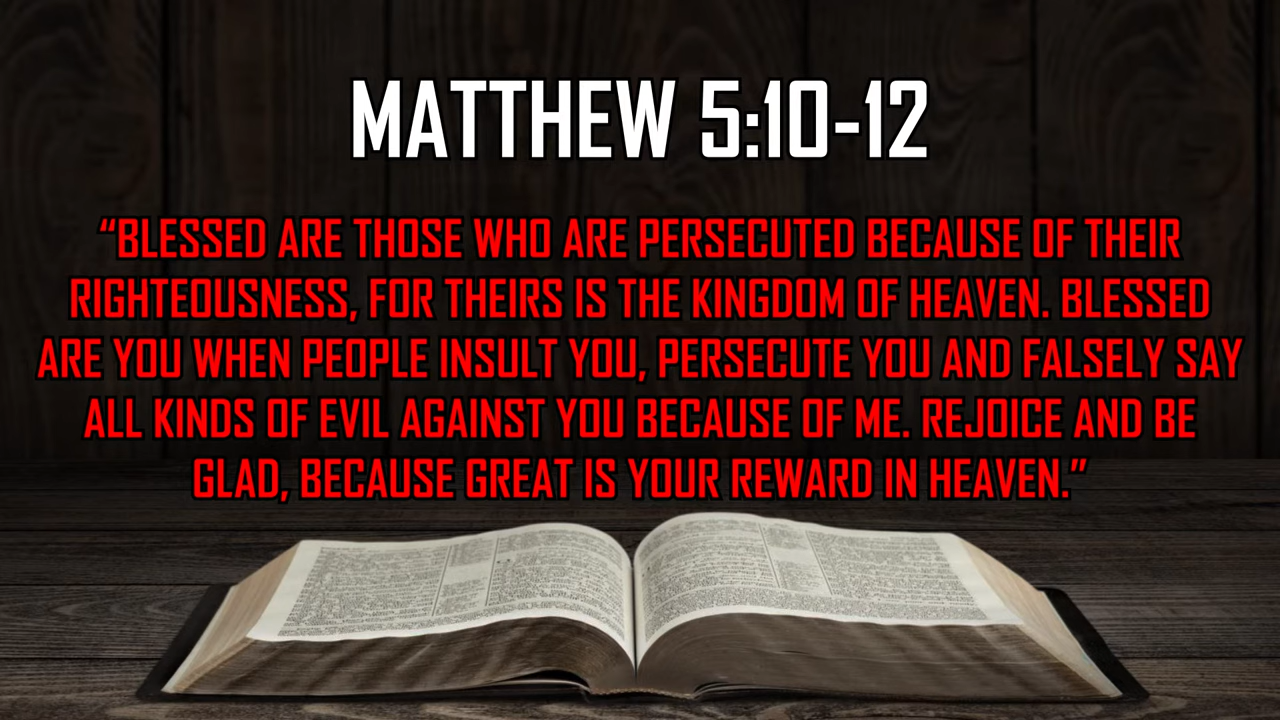 MATTHEW 5:10-12
“BLESSED ARE THOSE WHO ARE PERSECUTED BECAUSE OF THEIR
RIGHTEOUSNESS, FOR THEIRS IS THE KINGDOM OF HEAVEN. BLESSED
ARE YOU WHEN PEOPLE INSULT YOU, PERSECUTE YOU AND FALSELY SAY
ALL KINDS OF EVIL AGAINST YOU BECAUSE OF ME. REJOICE AND BE
GLAD, BECAUSE GREAT IS YOUR REWARD IN HEAVEN.”